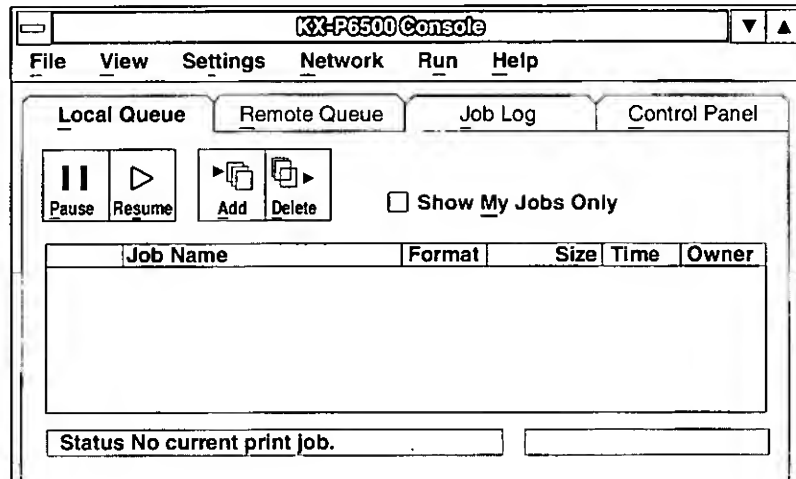 KX-P6500 Console
File View Settings Network Run Help
Local Queue Remote Queue Job Log Control Panel
Pause Resume Add Delete
Show My Jobs Only
Job Name Format Size Time Owner
Status No current print job.